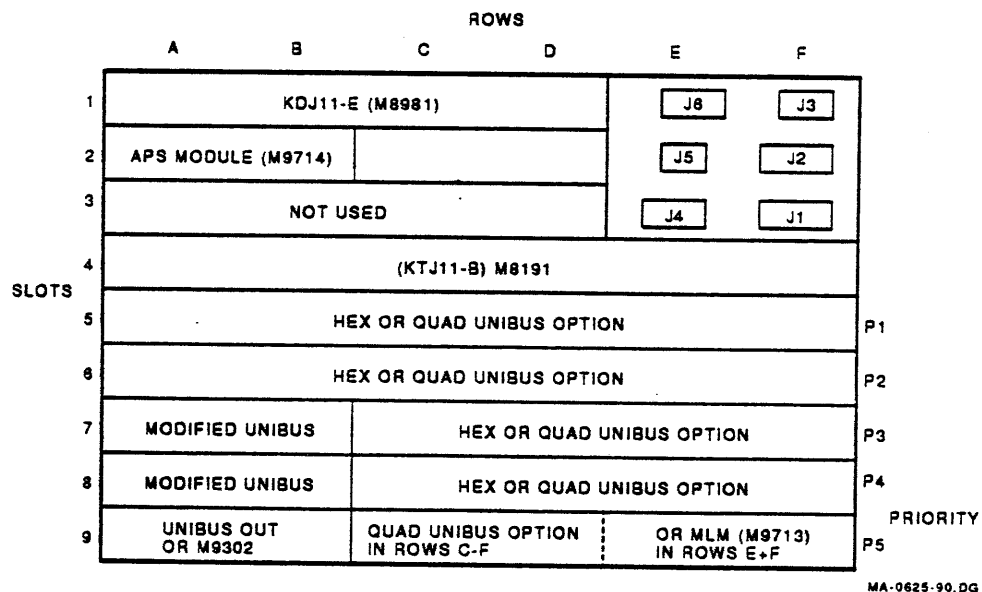 ROWS
A B C D E F
1 KDJ11-E (M8981) J6 J3
2 APS MODULE (M9714) J5 J2
3 NOT USED J4 J1
4 (KTJ11-B) M8191
SLOTS
5 HEX OR QUAD UNIBUS OPTION P1
6 HEX OR QUAD UNIBUS OPTION P2
7 MODIFIED UNIBUS HEX OR QUAD UNIBUS OPTION P3
8 MODIFIED UNIBUS HEX OR QUAD UNIBUS OPTION P4
PRIORITY
9 UNIBUS OUT QUAD UNIBUS OPTION OR MLM (M9713) P5
OR M9302 IN ROWS C-F IN ROWS E+F
MA-0625-90.DG